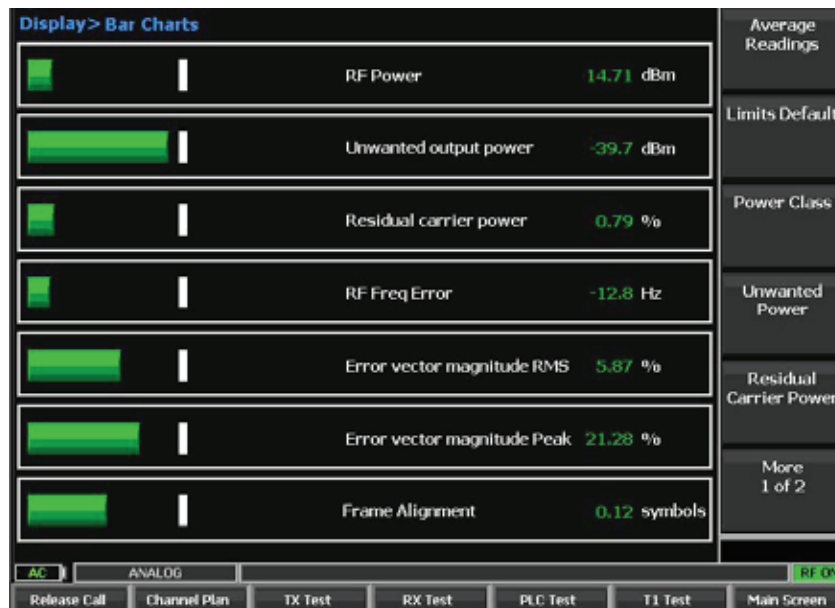 Display> Bar Charts
RF Power 14.71 dBm
Unwanted output power -39.7 dBm
Residual carrier power 0.79 %
RF Freq Error -12.8 Hz
Error vector magnitude RMS 5.87 %
Error vector magnitude Peak 21.28 %
Frame Alignment 0.12 symbols
Average
Readings
Limits Default
Power Class
Unwanted
Power
Residual
Carrier Power
More
1 of 2
AC ANALOG RF ON
Release Call Channel Plan TX Test RX Test PLC Test T1 Test Main Screen